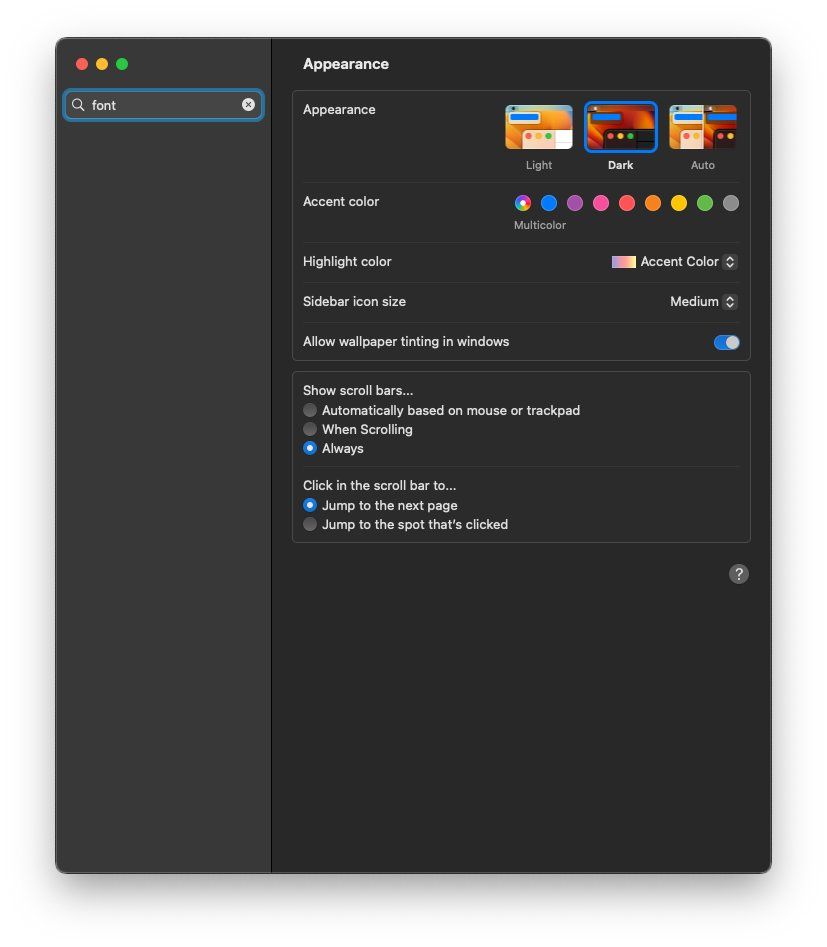 Appearance
font
Appearance
Light
Dark
Auto
Accent color
Multicolor
Highlight color
Accent Color
Sidebar icon size
Medium
Allow wallpaper tinting in windows
Show scroll bars...
Automatically based on mouse or trackpad
When Scrolling
Always
Click in the scroll bar to...
Jump to the next page
Jump to the spot that's clicked
?